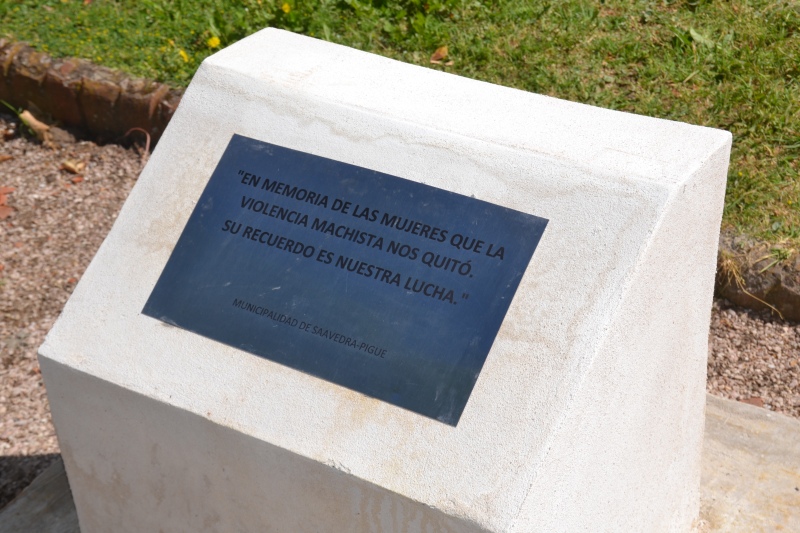 "EN MEMORIA DE LAS MUJERES QUE LA
VIOLENCIA MACHISTA NOS QUITÓ.
SU RECUERDO ES NUESTRA LUCHA."
MUNICIPALIDAD DE SAAVEDRA-PIGUE